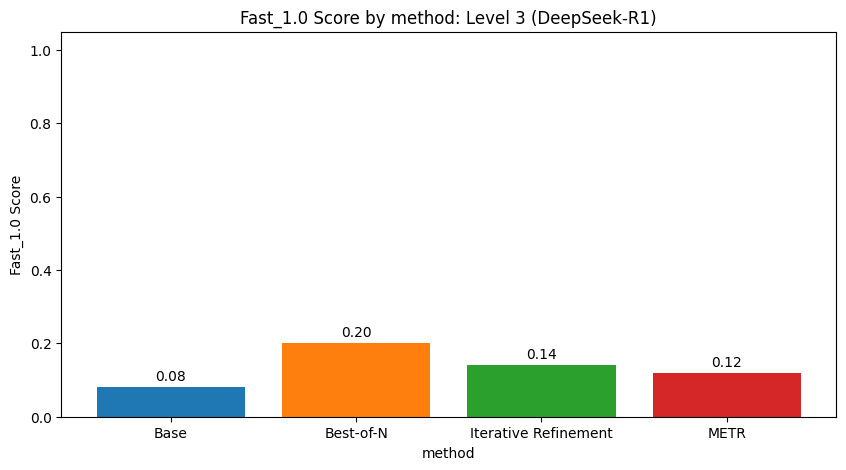 Fast_1.0 Score by method: Level 3 (DeepSeek-R1)
Fast_1.0 Score
1.0
0.8
0.6
0.4
0.2
0.0
0.08
0.20
0.14
0.12
Base
Best-of-N
Iterative Refinement
METR
method